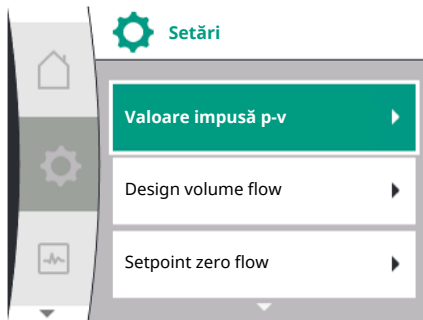 Setări
Valoare impusă p-v
Design volume flow
Setpoint zero flow